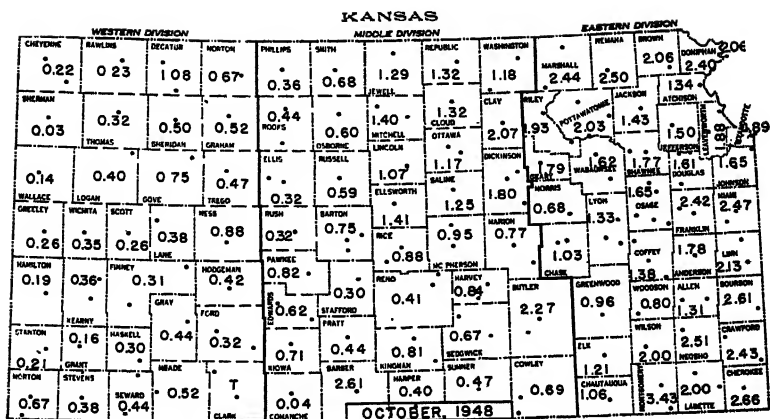 KANSAS
WESTERN DIVISION MIDDLE DIVISION EASTERN DIVISION
CHEYENNE RAWLINS DECATUR NORTON PHILLIPS SMITH REPUBLIC WASHINGTON MARSHALL NEMAHA BROWN DONIPHAN
0.22 0.23 1.08 0.67 0.36 0.68 1.29 1.32 1.18 2.44 2.50 2.06 2.40 2.06
JEWELL
SHERMAN ROOKS CLAY RILEY POTTAWATOMIE JACKSON ATCHISON
0.03 0.32 0.50 0.52 0.44 0.60 1.40 1.32 2.07 1.93 2.03 1.43 1.34
THOMAS SHERIDAN GRAHAM OSBORNE MITCHELL CLOUD JEFFERSON LEAVENWORTH WYANDOTTE
1.50 1.88 .89
ELLIS RUSSELL LINCOLN OTTAWA DICKINSON GEARY WABAUNSEE SHAWNEE DOUGLAS JOHNSON
0.14 0.40 0.75 0.47 0.32 0.59 1.07 1.17 1.80 1.79 1.62 1.77 1.61 1.65
WALLACE LOGAN GOVE TREGO ELLSWORTH SALINE MORRIS
1.41 1.25 0.68
GREELEY WICHITA SCOTT LANE NESS RUSH BARTON RICE MC PHERSON MARION LYON OSAGE FRANKLIN MIAMI
0.26 0.35 0.26 0.38 0.88 0.32 0.75 0.88 0.95 0.77 1.33 1.65 2.42 2.47
CHASE COFFEY ANDERSON LINN
1.03 1.38 1.78 2.13
HAMILTON KEARNY FINNEY HODGEMAN PAWNEE STAFFORD RENO HARVEY BUTLER GREENWOOD WOODSON ALLEN BOURBON
0.19 0.36 0.31 0.42 0.82 0.30 0.41 0.84 2.27 0.96 0.80 1.31 2.61
GRAY FORD EDWARDS PRATT SEDGWICK WILSON NEOSHO CRAWFORD
0.44 0.32 0.62 0.44 0.67 2.00 2.51 2.43
STANTON GRANT HASKELL KIOWA KINGMAN ELK
0.21 0.16 0.30 0.71 0.81 1.21
MORTON STEVENS SEWARD MEADE CLARK COMANCHE BARBER HARPER SUMNER COWLEY CHAUTAUQUA MONTGOMERY LABETTE CHEROKEE
0.67 0.38 0.44 0.52 T 0.04 2.61 0.40 0.47 0.69 1.06 3.43 2.00 2.66
OCTOBER, 1948